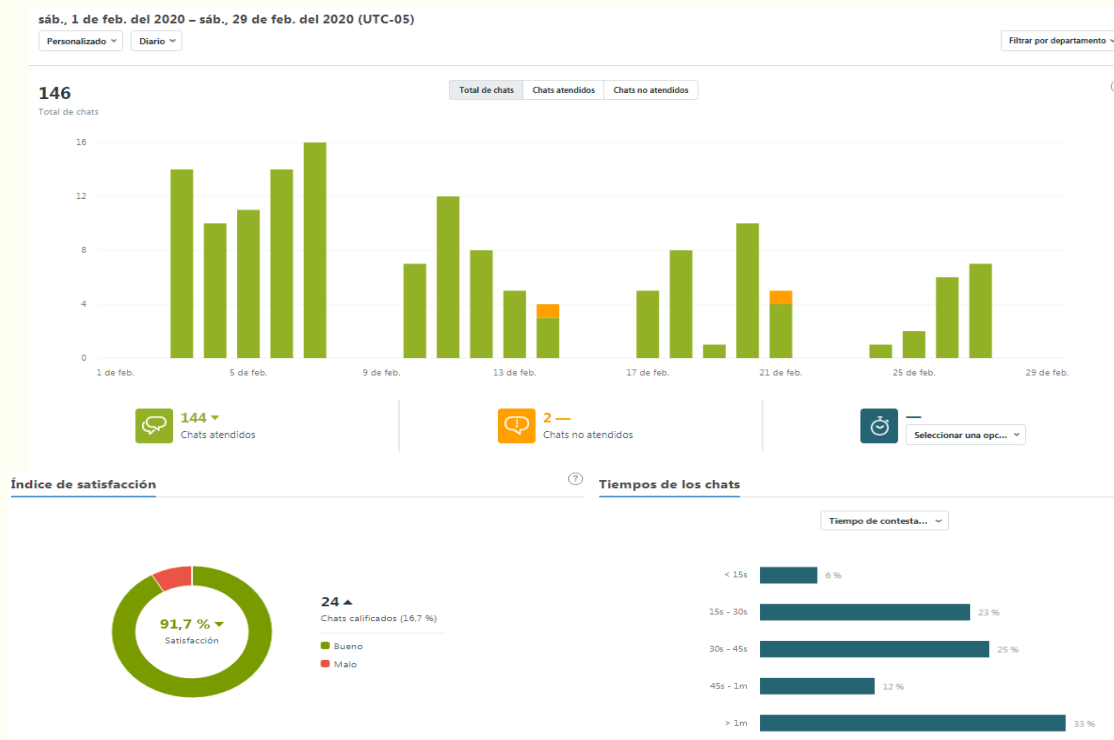 sáb., 1 de feb. del 2020 – sáb., 29 de feb. del 2020 (UTC-05)
Personalizado
Diario
Filtrar por departamento
146
Total de chats
Total de chats
Chats atendidos
Chats no atendidos
16
12
8
4
0
1 de feb.
5 de feb.
9 de feb.
13 de feb.
17 de feb.
21 de feb.
25 de feb.
29 de feb.
144
Chats atendidos
2 —
Chats no atendidos
—
Seleccionar una opc...
Índice de satisfacción
?
Tiempos de los chats
Tiempo de contesta...
91,7 %
Satisfacción
24
Chats calificados (16,7 %)
Bueno
Malo
< 15s
6 %
15s - 30s
23 %
30s - 45s
25 %
45s - 1m
12 %
> 1m
33 %